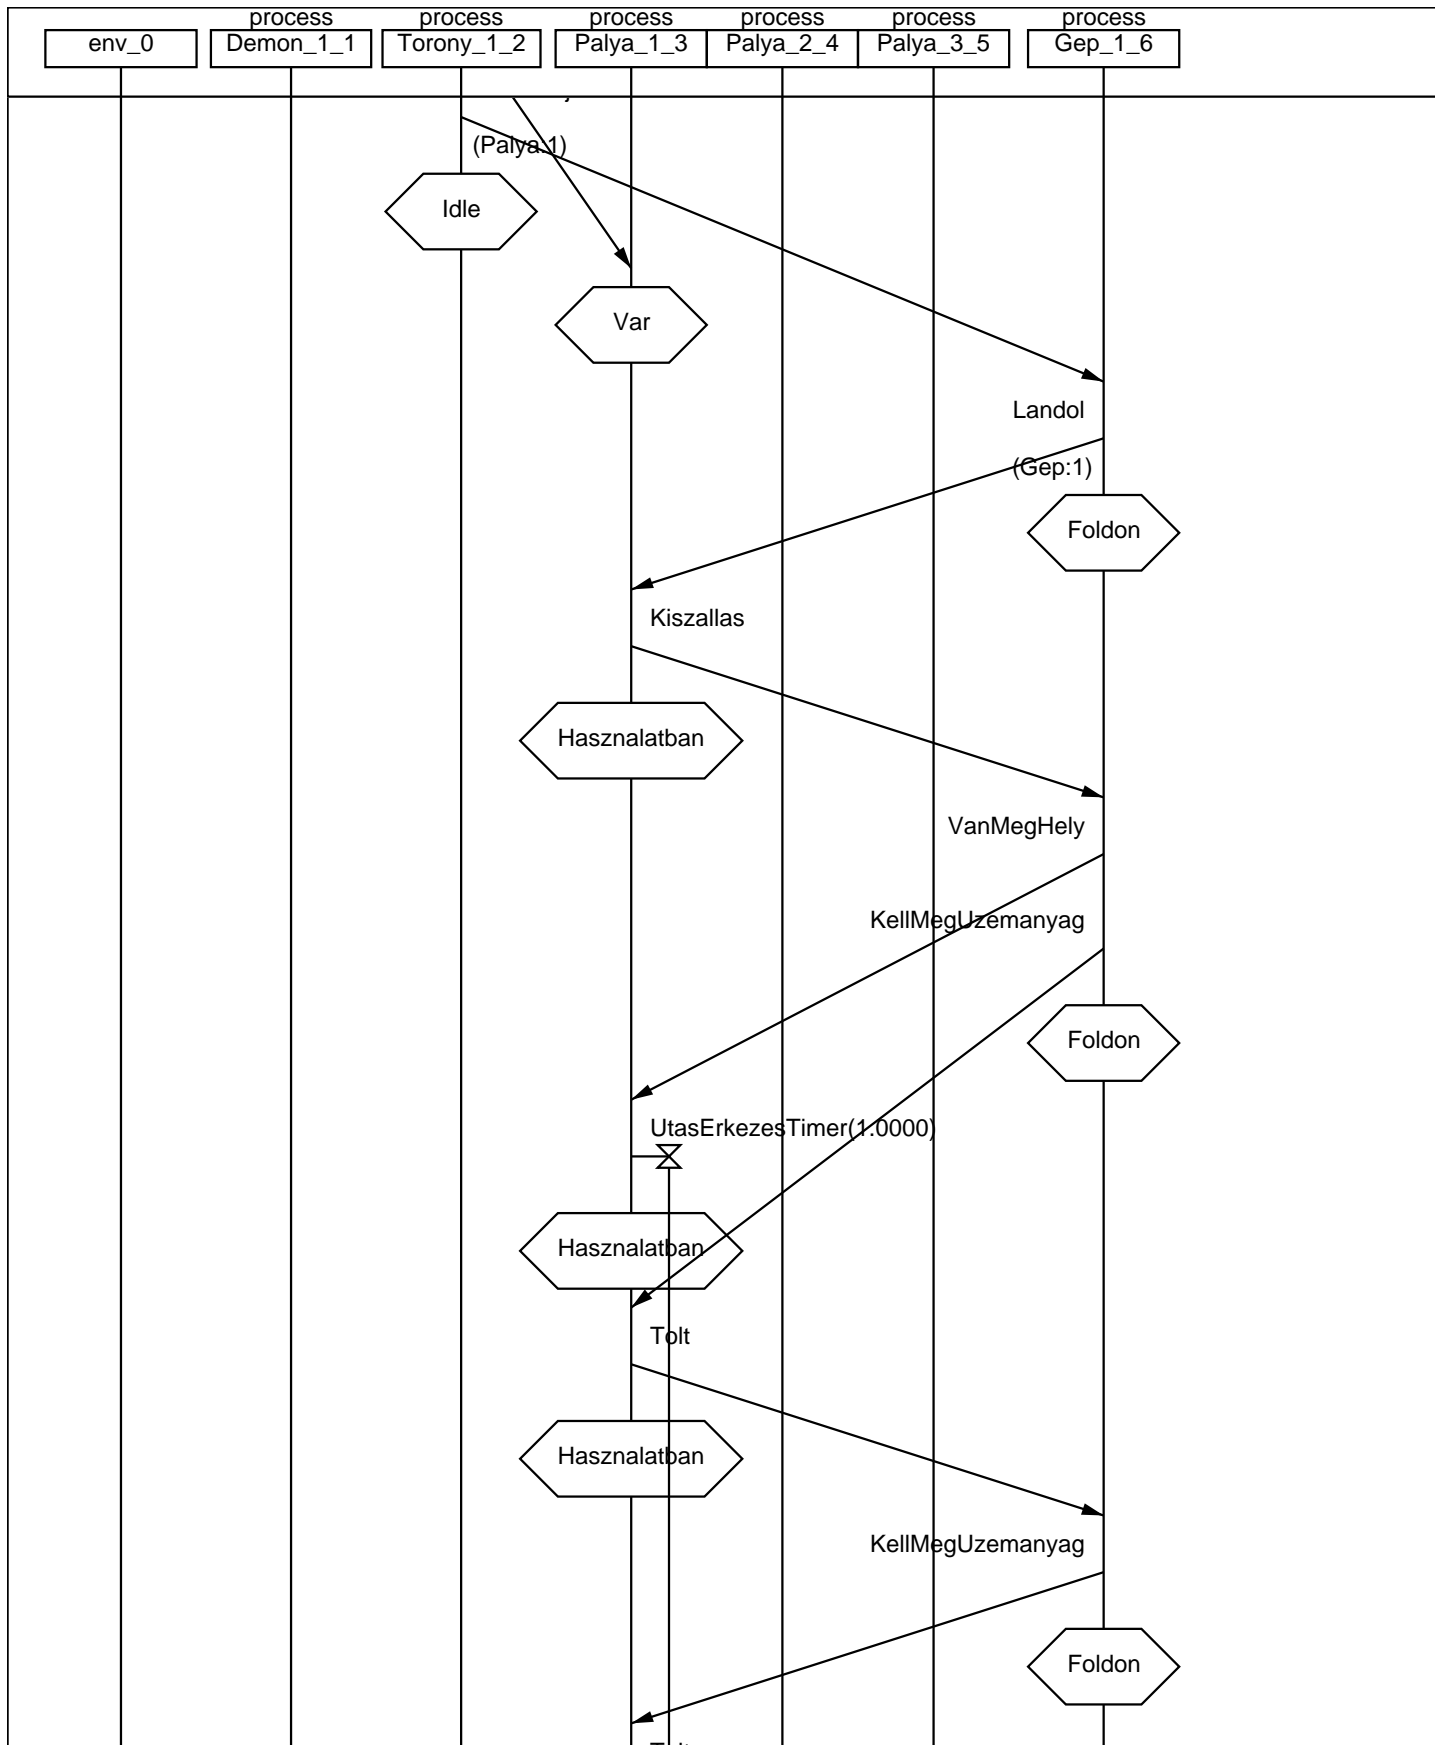 process process process process process process
env_0 Demon_1_1 Torony_1_2 Palya_1_3 Palya_2_4 Palya_3_5 Gep_1_6
(Palya:1)
Idle
Var
Landol
(Gep:1)
Foldon
Kiszallas
Hasznalatban
VanMegHely
KellMegUzemanyag
Foldon
UtasErkezesTimer(1.0000)
Hasznalatban
Tolt
Hasznalatban
KellMegUzemanyag
Foldon